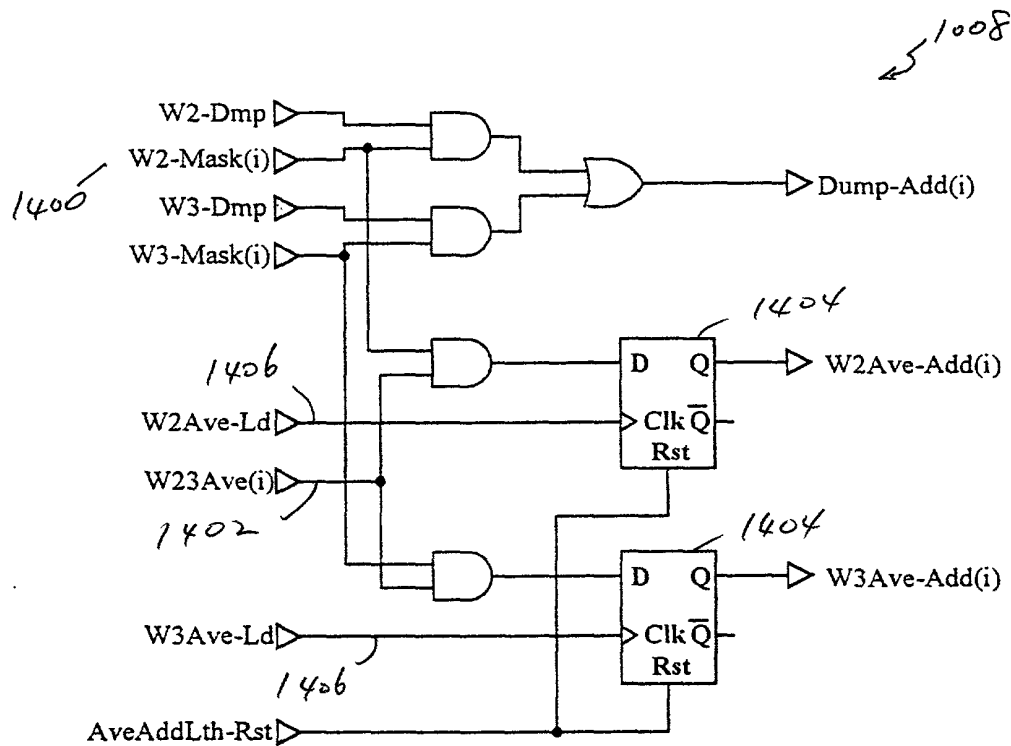 1008
W2-Dmp
W2-Mask(i)
1400
W3-Dmp
W3-Mask(i)
Dump-Add(i)
1404
D Q
W2Ave-Add(i)
1406
W2Ave-Ld
Clk Q̅
Rst
W23Ave(i)
1402
1404
D Q
W3Ave-Add(i)
W3Ave-Ld
Clk Q̅
Rst
1406
AveAddLth-Rst